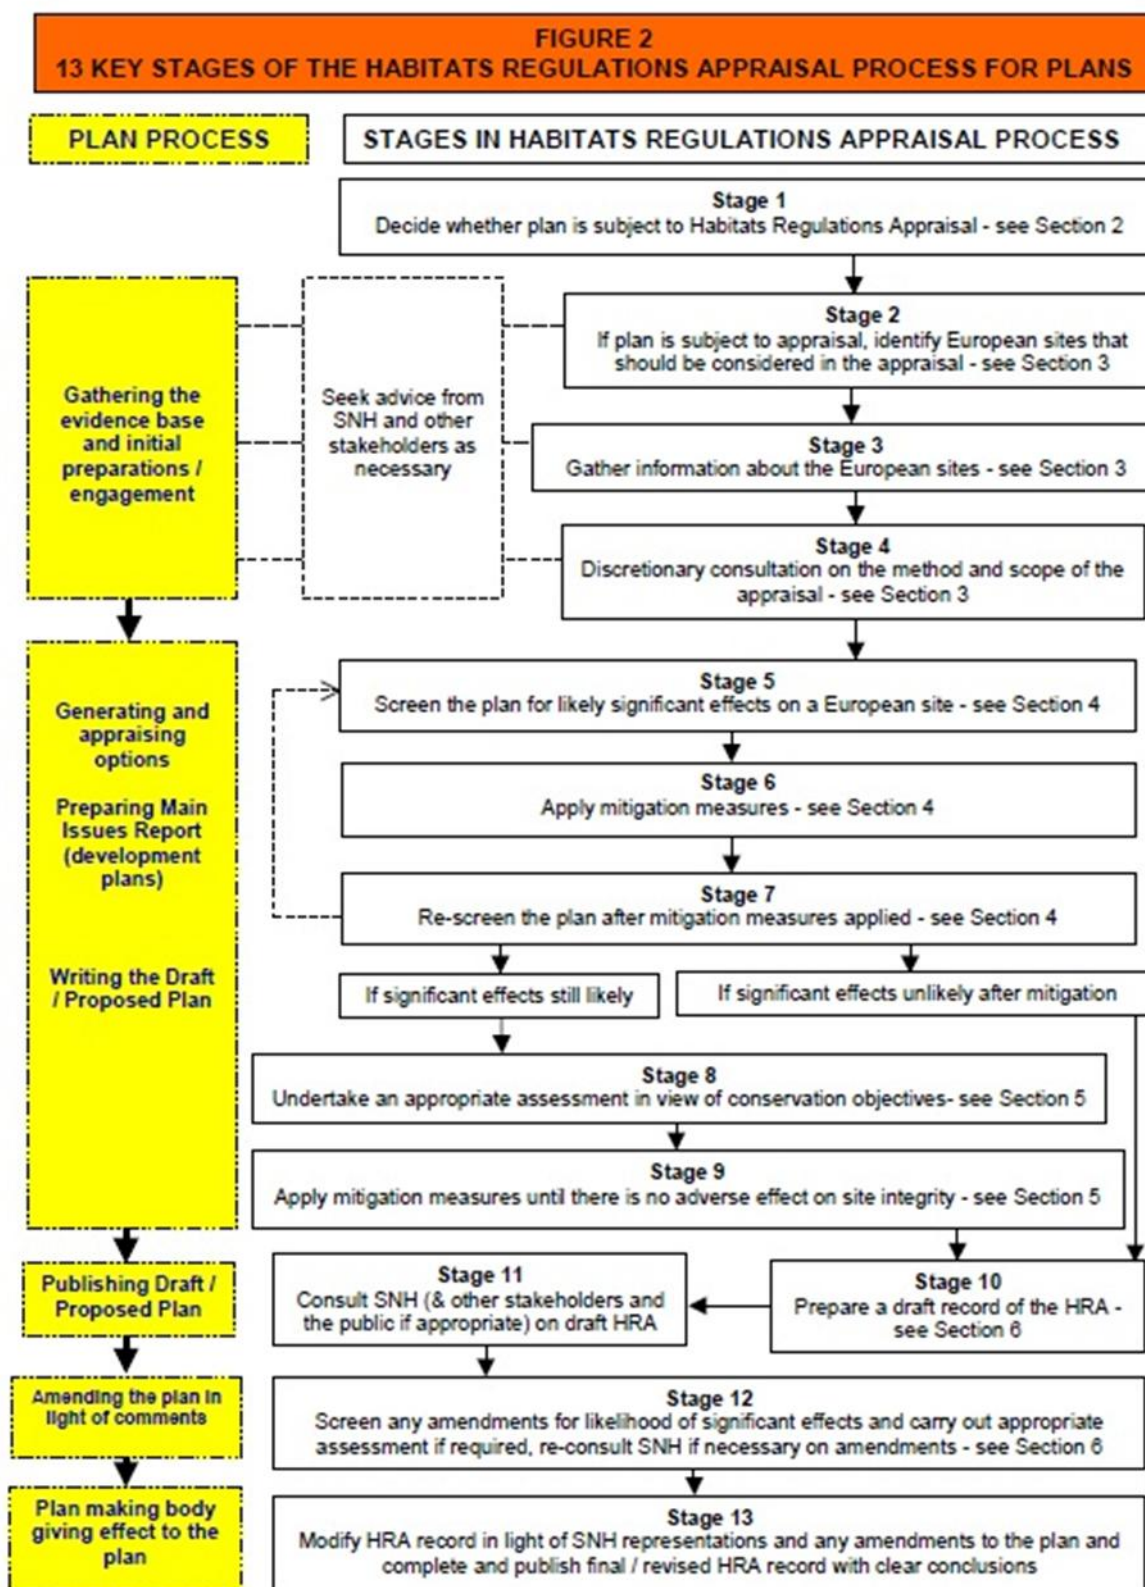 FIGURE 2
13 KEY STAGES OF THE HABITATS REGULATIONS APPRAISAL PROCESS FOR PLANS
PLAN PROCESS
STAGES IN HABITATS REGULATIONS APPRAISAL PROCESS
Stage 1
Decide whether plan is subject to Habitats Regulations Appraisal - see Section 2
Gathering the
evidence base
and initial
preparations /
engagement
Seek advice from
SNH and other
stakeholders as
necessary
Stage 2
If plan is subject to appraisal, identify European sites that
should be considered in the appraisal - see Section 3
Stage 3
Gather information about the European sites - see Section 3
Stage 4
Discretionary consultation on the method and scope of the
appraisal - see Section 3
Generating and
appraising
options
Preparing Main
Issues Report
(development
plans)
Writing the Draft
/ Proposed Plan
Stage 5
Screen the plan for likely significant effects on a European site - see Section 4
Stage 6
Apply mitigation measures - see Section 4
Stage 7
Re-screen the plan after mitigation measures applied - see Section 4
If significant effects still likely
If significant effects unlikely after mitigation
Stage 8
Undertake an appropriate assessment in view of conservation objectives- see Section 5
Stage 9
Apply mitigation measures until there is no adverse effect on site integrity - see Section 5
Publishing Draft /
Proposed Plan
Stage 11
Consult SNH (& other stakeholders and
the public if appropriate) on draft HRA
Stage 10
Prepare a draft record of the HRA -
see Section 6
Amending the plan in
light of comments
Stage 12
Screen any amendments for likelihood of significant effects and carry out appropriate
assessment if required, re-consult SNH if necessary on amendments - see Section 6
Plan making body
giving effect to the
plan
Stage 13
Modify HRA record in light of SNH representations and any amendments to the plan and
complete and publish final / revised HRA record with clear conclusions